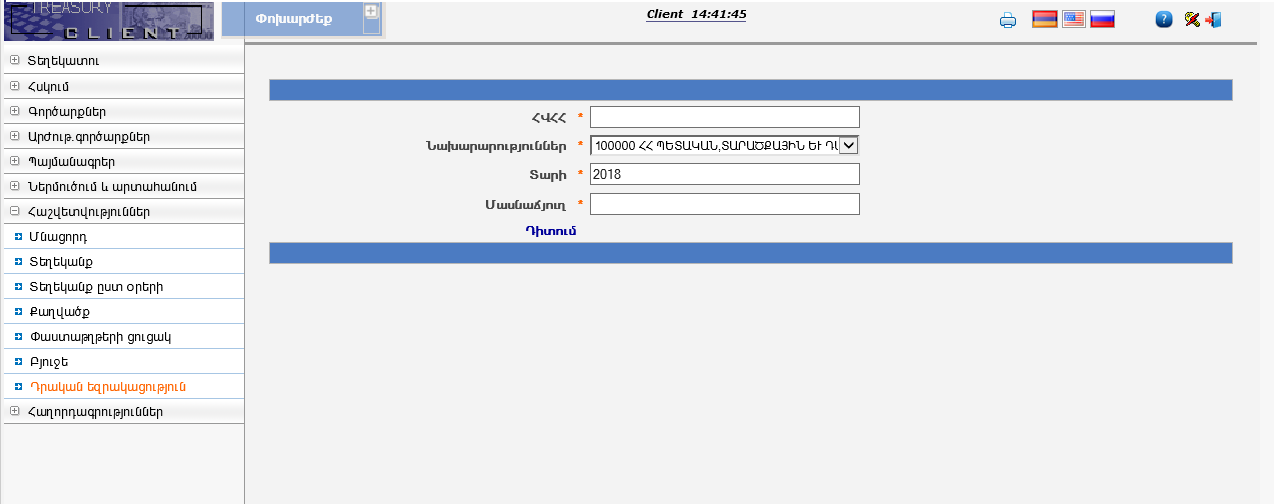 TREASURY
CLIENT
Փոխարժեք
Client 14:41:45
Տեղեկատու
Հսկում
Գործարքներ
Արժութ.գործարքներ
Պայմանագրեր
Ներմուծում և արտահանում
Հաշվետվություններ
Մնացորդ
Տեղեկանք
Տեղեկանք ըստ օրերի
Քաղվածք
Փաստաթղթերի ցուցակ
Բյուջե
Դրական եզրակացություն
Հաղորդագրություններ
ՀՎՀՀ *
Նախարարություններ * 100000 ՀՀ ՊԵՏԱԿԱՆ,ՏԱՐԱԾՔԱՅԻՆ ԵՒ
Տարի * 2018
Մասնաճյուղ *
Դիտում